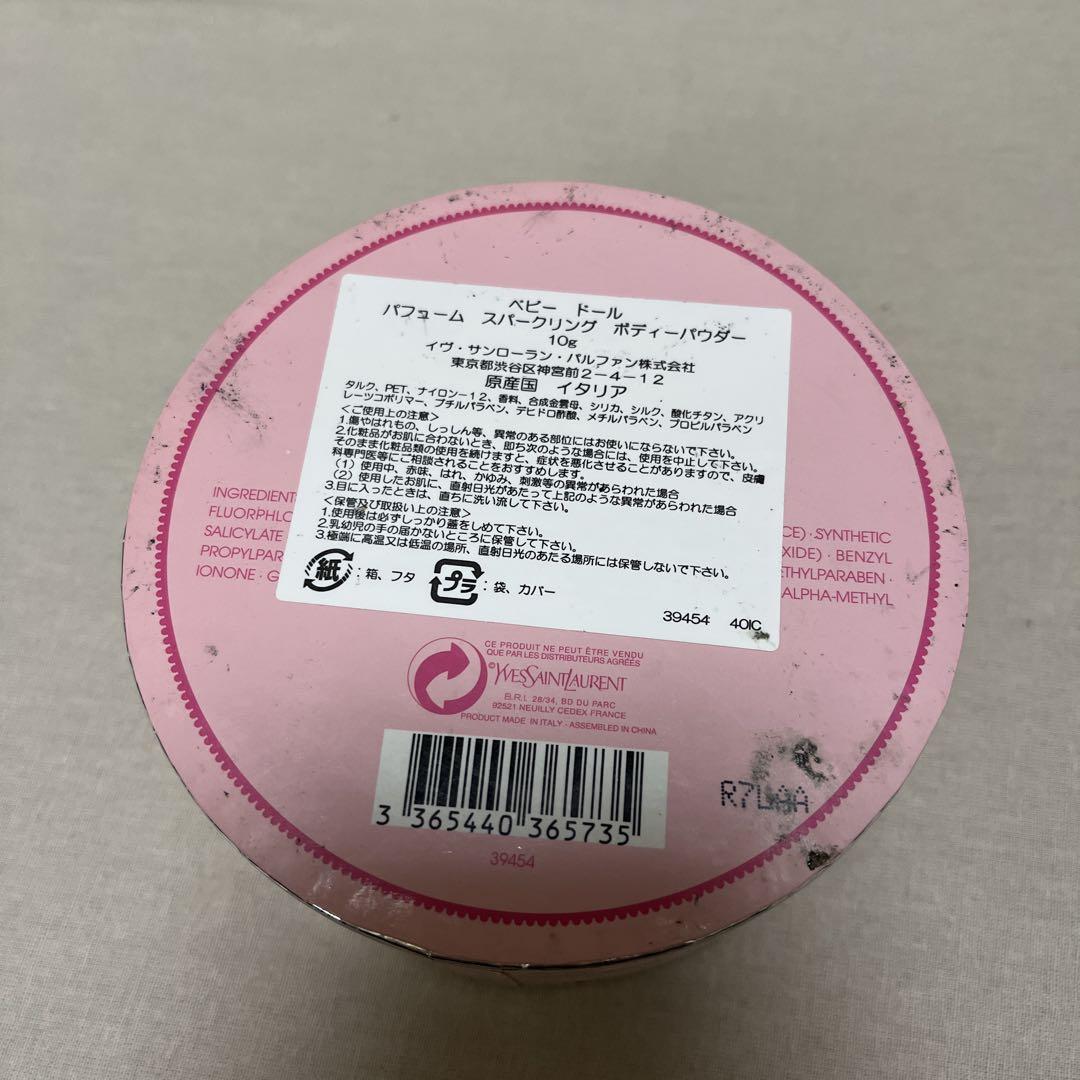 ベビー ドール
パフューム スパークリング ボディーパウダー
10g
イヴ・サンローラン・パルファン株式会社
東京都渋谷区神宮前2-4-12
原産国 イタリア
タルク、PET、ナイロン-12、香料、合成金雲母、シリカ、シルク、酸化チタン、アクリ
レーツコポリマー、ブチルパラベン、デヒドロ酢酸、メチルパラベン、プロピルパラベン
<ご使用上の注意>
1.傷やはれもの、しっしん等、異常のある部位にはお使いにならないで下さい。
2.化粧品がお肌に合わないとき、即ち次のような場合には、使用を中止して下さい。
そのまま化粧品類の使用を続けますと、症状を悪化させることがありますので、皮膚
科専門医等にご相談されることをおすすめします。
(1) 使用中、赤味、はれ、かゆみ、刺激等の異常があらわれた場合
(2) 使用したお肌に、直射日光があたって上記のような異常があらわれた場合
3.目に入ったときは、直ちに洗い流して下さい。
<保管及び取扱い上の注意>
1.使用後は必ずしっかり蓋をしめて下さい。
2.乳幼児の手の届かないところに保管して下さい。
3.極端に高温又は低温の場所、直射日光のあたる場所には保管しないで下さい。
紙 : 箱、フタ プラ : 袋、カバー
39454 40IC
INGREDIENT
FLUORPHLO
SALICYLATE
PROPYLPAR
IONONE · G
CE) · SYNTHETIC
XIDE) · BENZYL
ETHYLPARABEN ·
ALPHA-METHYL
CE PRODUIT NE PEUT ÊTRE VENDU
QUE PAR LES DISTRIBUTEURS AGRÉÉS
©YVESSAINTLAURENT
B.R.I. 28/34, BD DU PARC
92521 NEUILLY CEDEX FRANCE
PRODUCT MADE IN ITALY - ASSEMBLED IN CHINA
3 365440 365735
39454